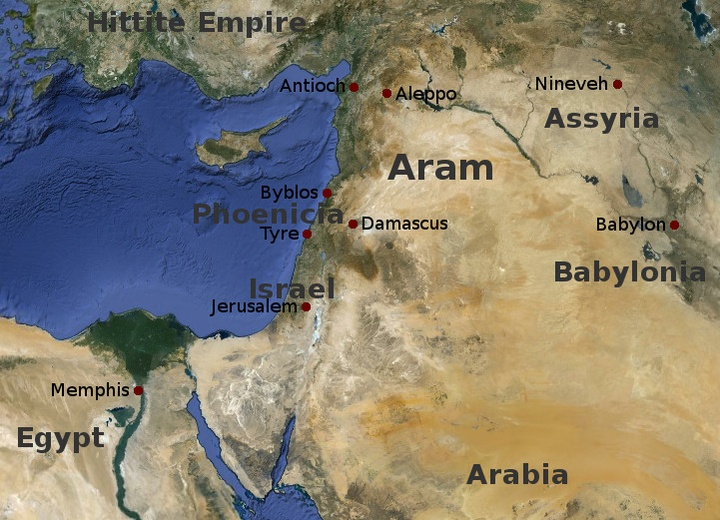 Hittite Empire
Antioch
Aleppo
Nineveh
Assyria
Aram
Byblos
Phoenicia
Damascus
Tyre
Babylon
Babylonia
Israel
Jerusalem
Memphis
Egypt
Arabia